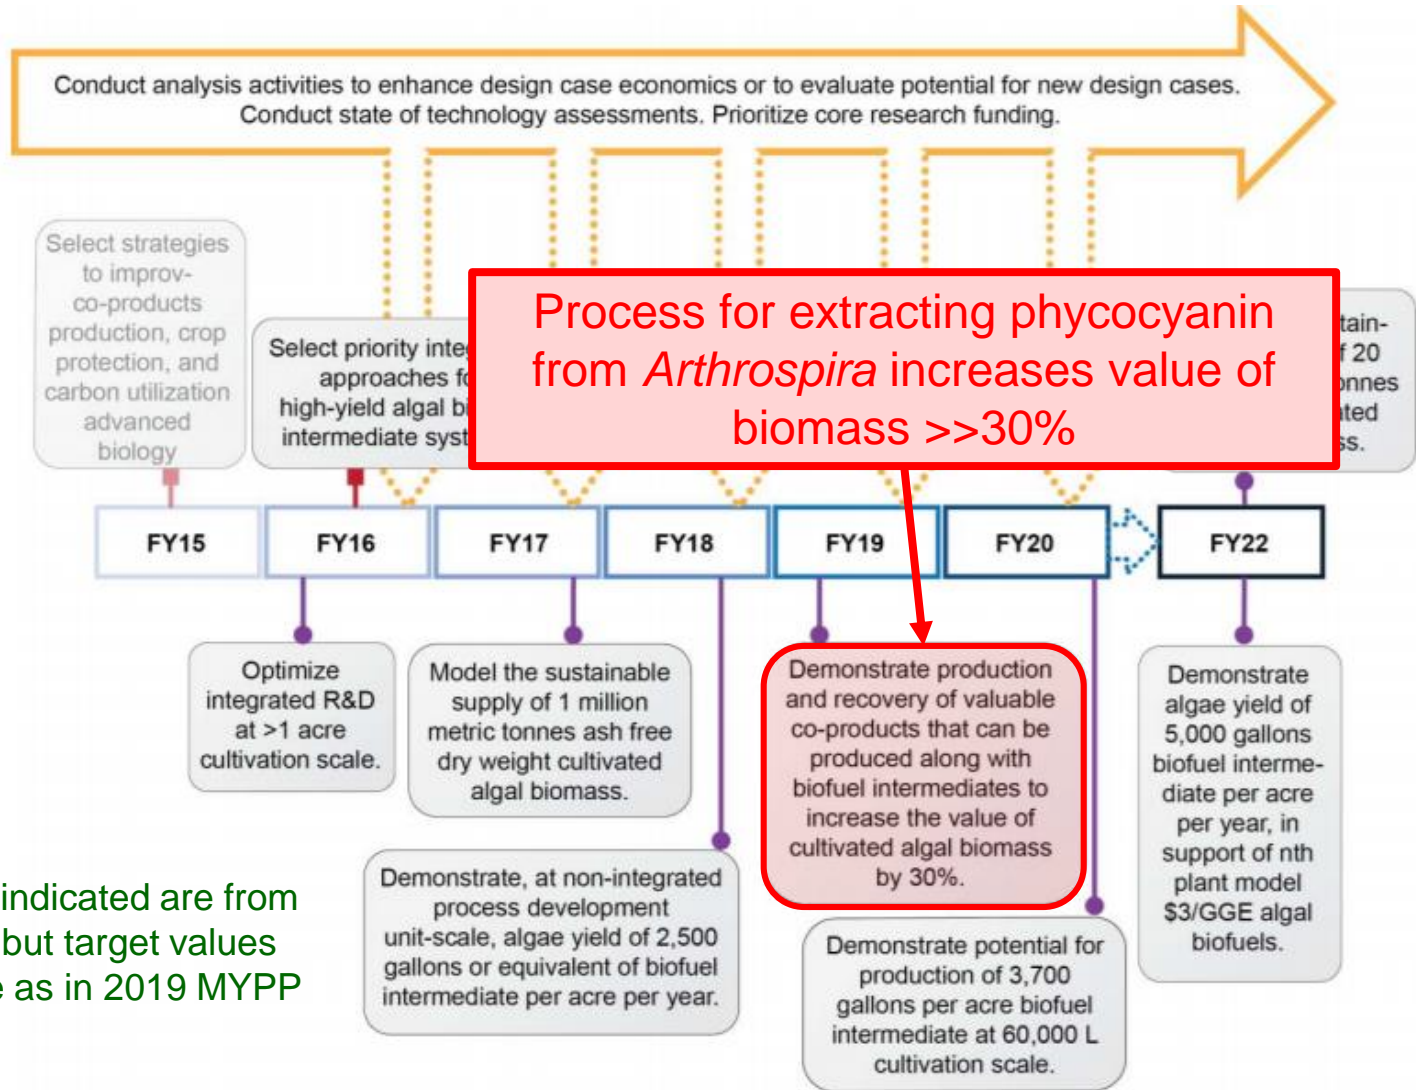 Conduct analysis activities to enhance design case economics or to evaluate potential for new design cases.
Conduct state of technology assessments. Prioritize core research funding.
Select strategies
to improv-
co-products
production, crop
protection, and
carbon utilization
advanced
biology
Select priority
approaches
high-yield algal
intermediate
Process for extracting phycocyanin
from Arthrospira increases value of
biomass >>30%
20
FY15
FY16
FY17
FY18
FY19
FY20
FY22
Optimize
integrated R&D
at >1 acre
cultivation scale.
Model the sustainable
supply of 1 million
metric tonnes ash free
dry weight cultivated
algal biomass.
Demonstrate, at non-integrated
process development
unit-scale, algae yield of 2,500
gallons or equivalent of biofuel
intermediate per acre per year.
Demonstrate production
and recovery of valuable
co-products that can be
produced along with
biofuel intermediates to
increase the value of
cultivated algal biomass
by 30%.
Demonstrate potential for
production of 3,700
gallons per acre biofuel
intermediate at 60,000 L
cultivation scale.
Demonstrate
algae yield of
5,000 gallons
biofuel interme-
diate per acre
per year, in
support of nth
plant model
$3/GGE algal
biofuels.
indicated are from
but target values
as in 2019 MYPP